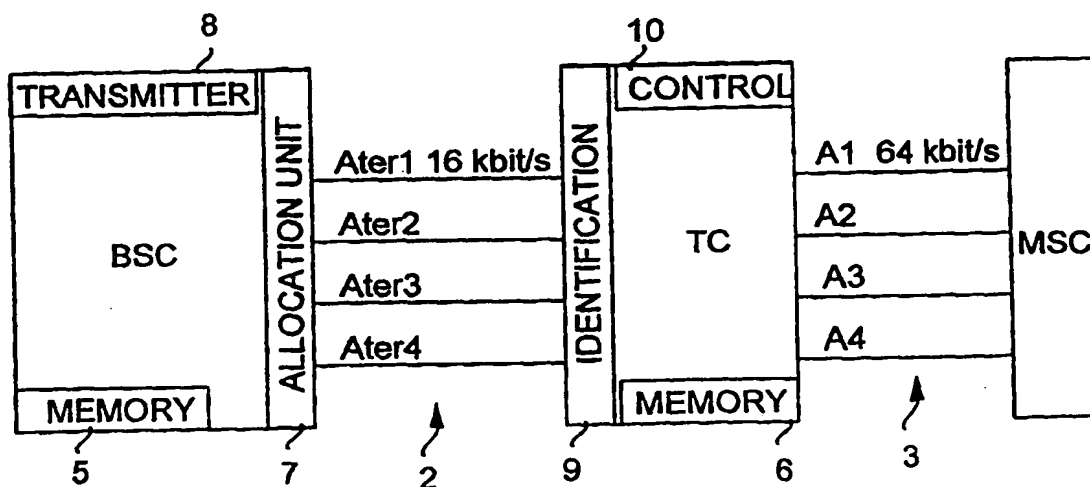 8
10
TRANSMITTER
CONTROL
ALLOCATION UNIT
IDENTIFICATION
Ater1 16 kbit/s
A1 64 kbit/s
Ater2
A2
BSC
TC
MSC
Ater3
A3
Ater4
A4
MEMORY
MEMORY
5
7
2
9
6
3